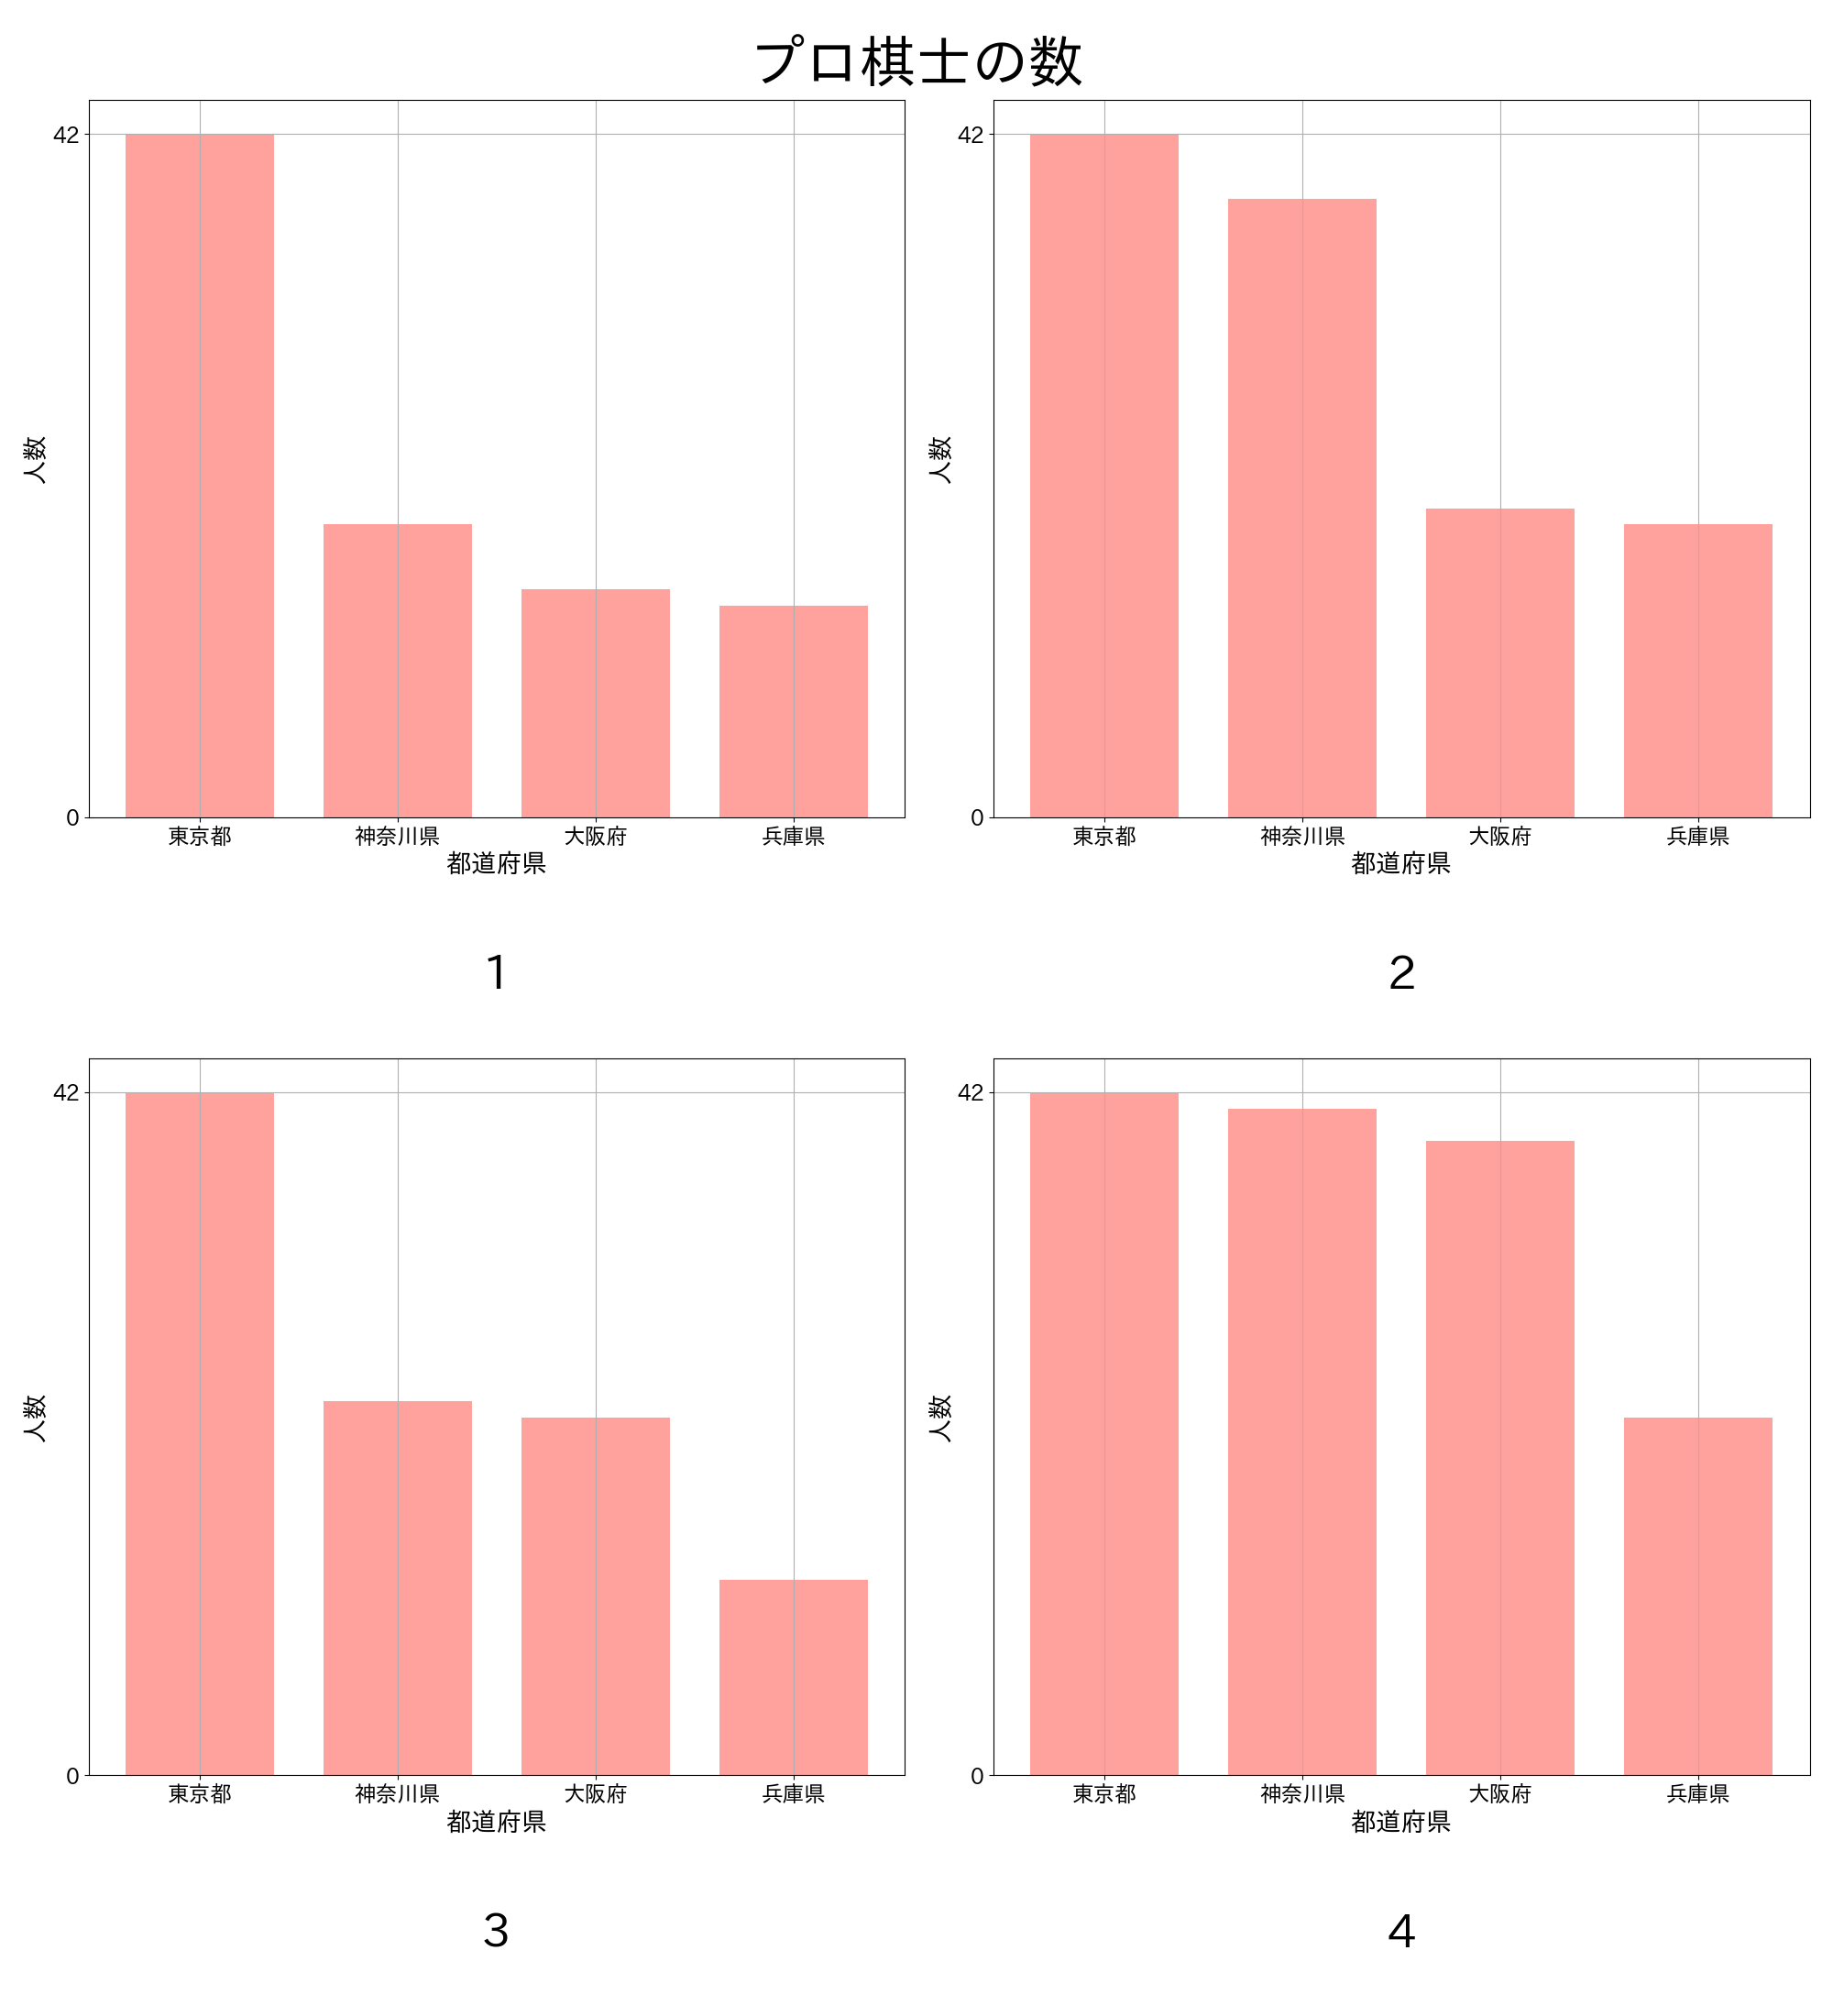 プロ棋士の数
42
0
人数
東京都 神奈川県 大阪府 兵庫県
都道府県
1
42
0
人数
東京都 神奈川県 大阪府 兵庫県
都道府県
2
42
0
人数
東京都 神奈川県 大阪府 兵庫県
都道府県
3
42
0
人数
東京都 神奈川県 大阪府 兵庫県
都道府県
4